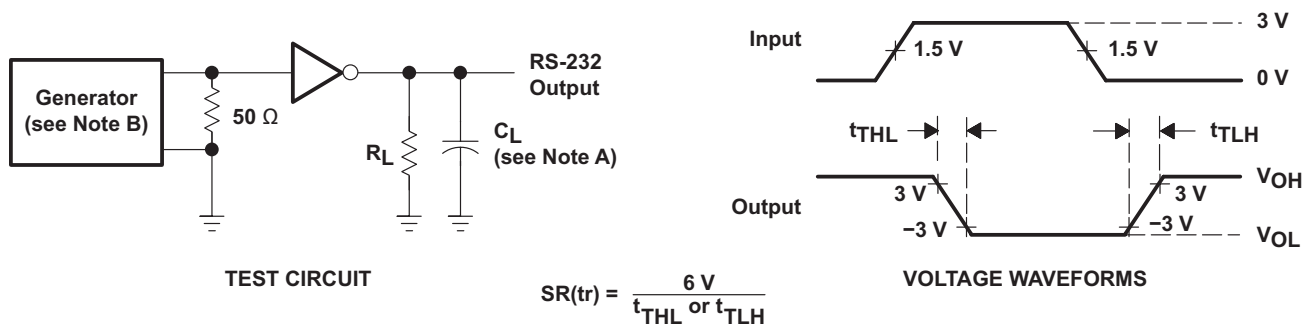 Generator
(see Note B)
50 Ω
RS-232
Output
R_L
C_L
(see Note A)
TEST CIRCUIT
Input
1.5 V
1.5 V
3 V
0 V
t_THL
t_TLH
Output
3 V
−3 V
3 V
−3 V
V_OH
V_OL
VOLTAGE WAVEFORMS
SR(tr) = 6 V
t_THL or t_TLH